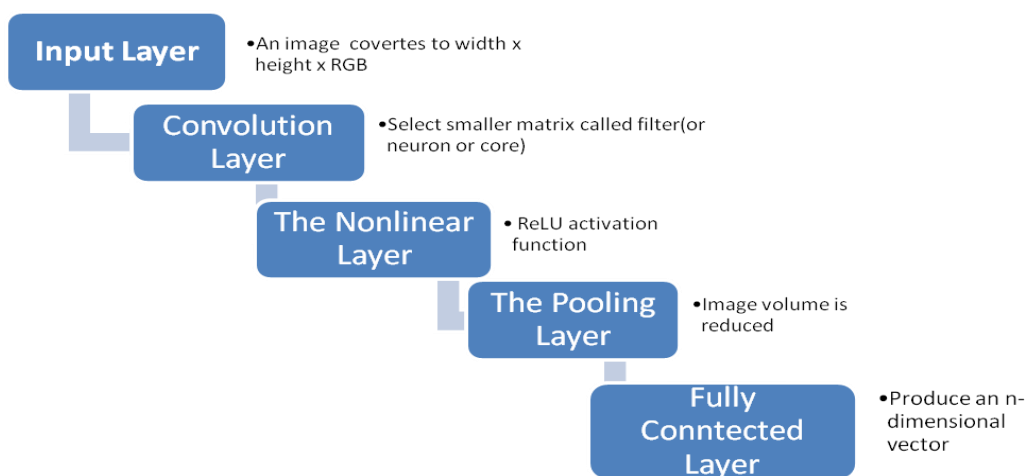 Input Layer
•An image covertes to width x
height x RGB
Convolution
Layer
•Select smaller matrix called filter(or
neuron or core)
The Nonlinear
Layer
• ReLU activation
function
The Pooling
Layer
•Image volume is
reduced
Fully
Conntected
Layer
•Produce an n-
dimensional
vector